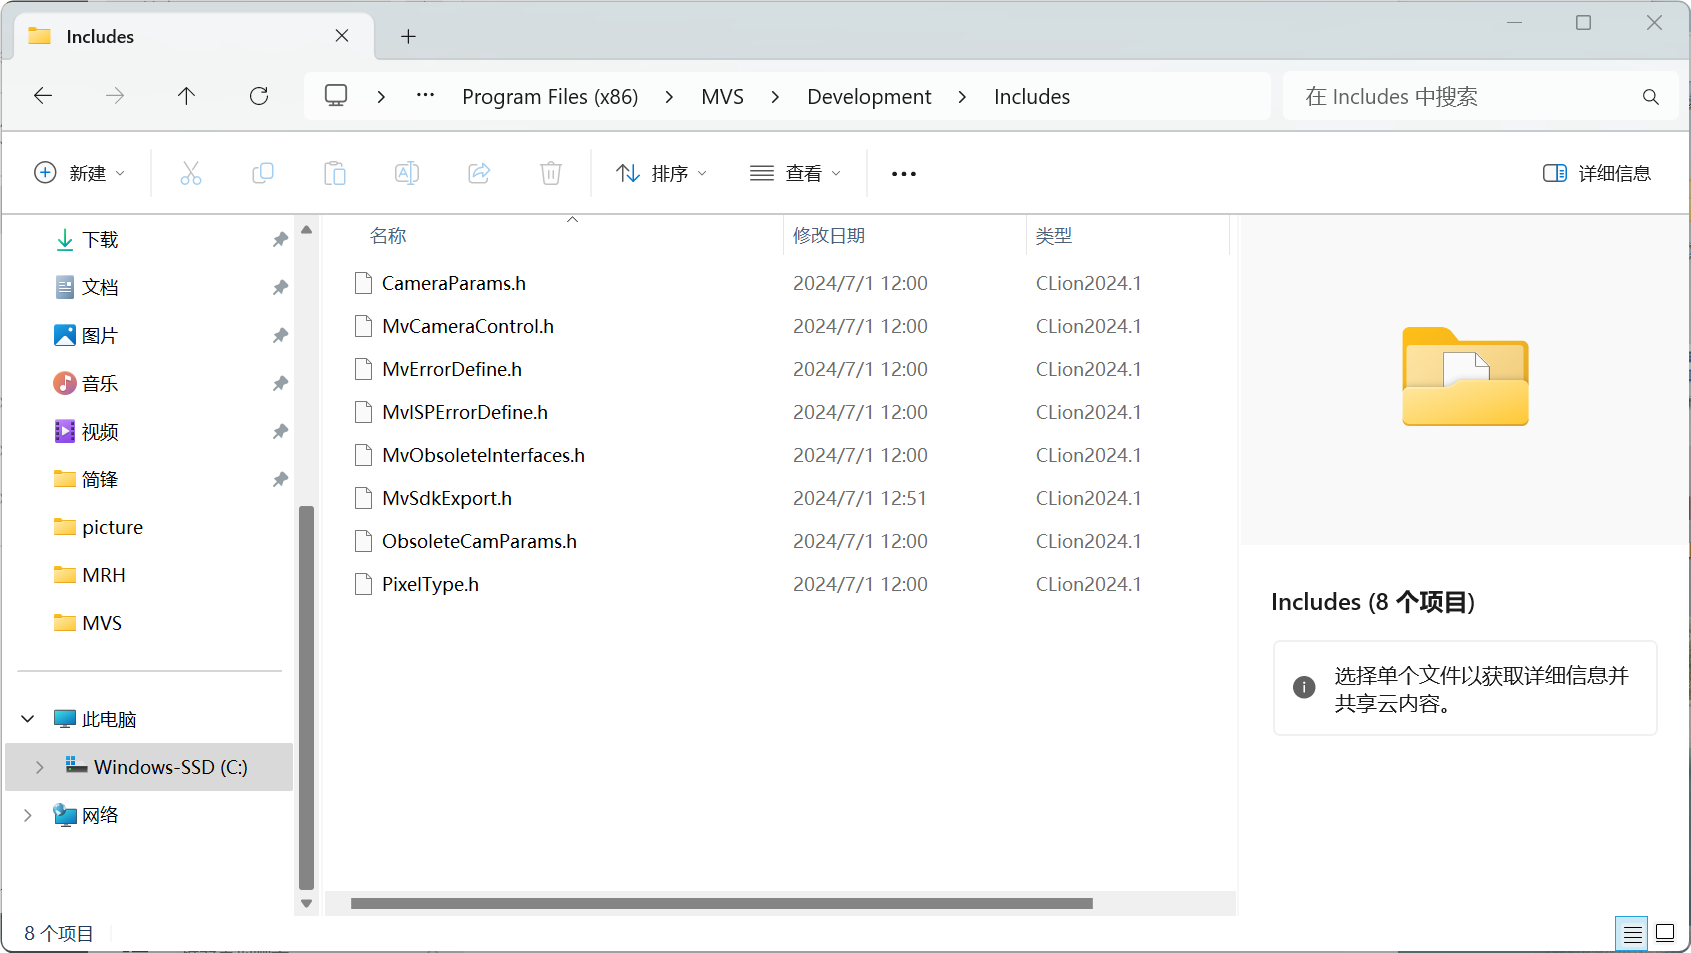 Includes
Program Files (x86) MVS Development Includes
在 Includes 中搜索
新建 排序 查看 详细信息
下载
文档
图片
音乐
视频
简锋
picture
MRH
MVS
此电脑
Windows-SSD (C:)
网络
名称 修改日期 类型
CameraParams.h 2024/7/1 12:00 CLion2024.1
MvCameraControl.h 2024/7/1 12:00 CLion2024.1
MvErrorDefine.h 2024/7/1 12:00 CLion2024.1
MvISPErrorDefine.h 2024/7/1 12:00 CLion2024.1
MvObsoleteInterfaces.h 2024/7/1 12:00 CLion2024.1
MvSdkExport.h 2024/7/1 12:51 CLion2024.1
ObsoleteCamParams.h 2024/7/1 12:00 CLion2024.1
PixelType.h 2024/7/1 12:00 CLion2024.1
Includes (8 个项目)
选择单个文件以获取详细信息并
共享云内容。
8 个项目